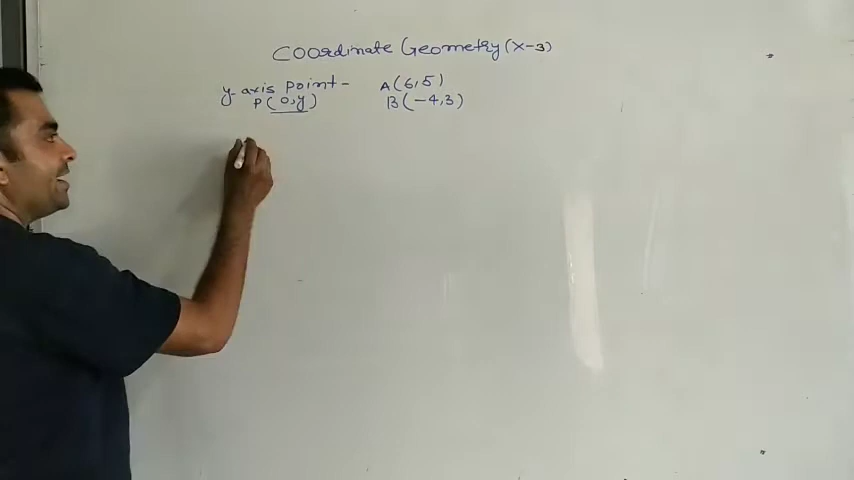 Coordinate Geometry (X-3)
y-axis point - A(6,5)
P(0,y) B(-4,3)